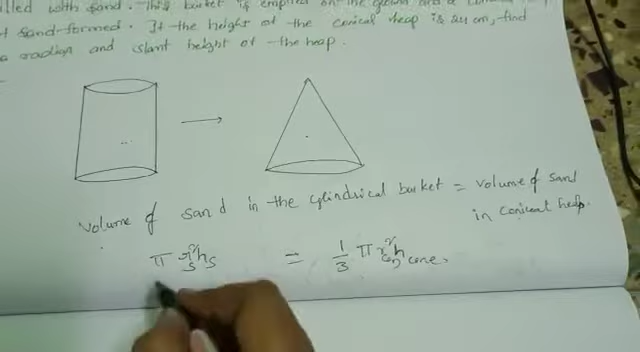 filled with sand. This bucket is emptied on the ground and a
of sand-formed. If the height of the conical heap is 24 cm, find
radius and slant height of the heap.
volume of sand in the cylindrical bucket = volume of sand
in conical heap.
π r²s hs = 1/3 π r²con hcone.